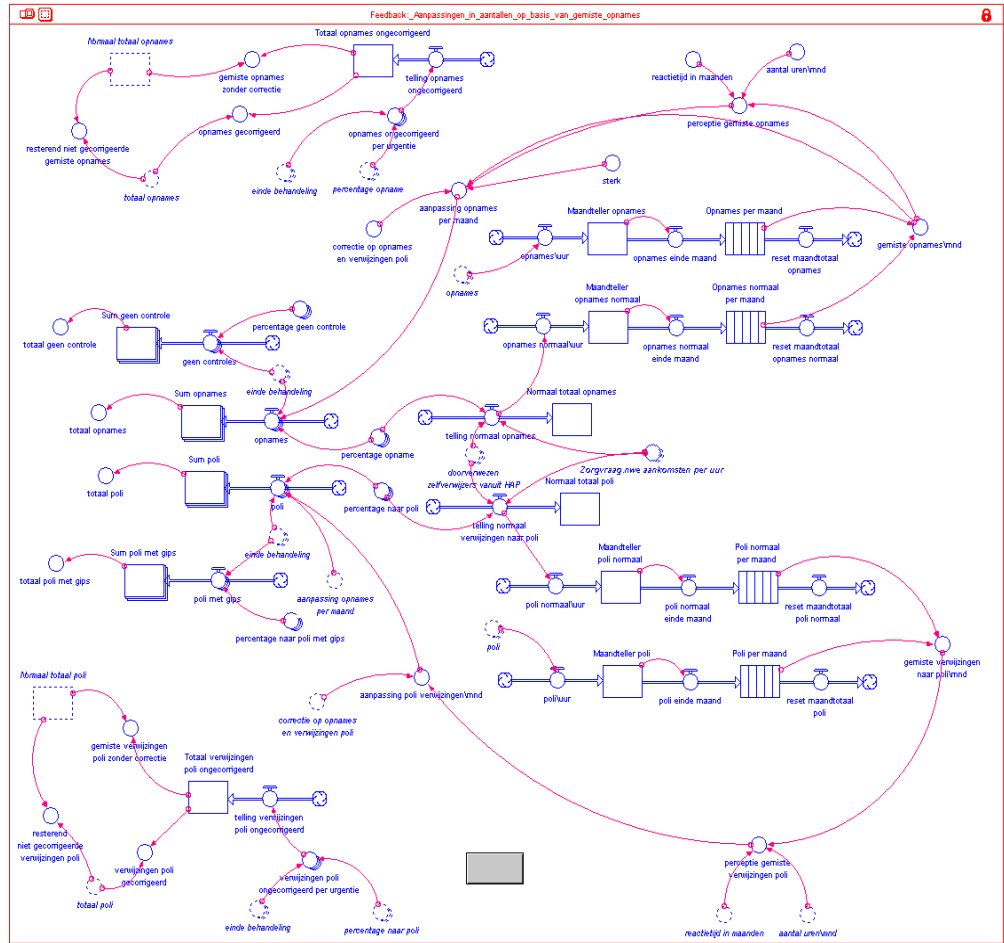 Feedback:_Aanpassingen_in_aantallen_op_basis_van_gemiste_opnames
Normaal totaal opnames
Totaal opnames ongecorrigeerd
gemiste opnames
zonder correctie
telling opnames
ongecorrigeerd
reactietijd in maanden
aantal uren\mnd
opnames gecorrigeerd
opnames ongecorrigeerd
per urgentie
perceptie gemiste opnames
resterend niet gecorrigeerde
gemiste opnames
totaal opnames
einde behandeling
percentage opname
sterk
aanpassing opnames
per maand
correctie op opnames
en verwijzingen poli
Maandteller opnames
Opnames per maand
opnames\uur
opnames einde maand
reset maandtotaal
opnames
gemiste opnames\mnd
opnames
Maandteller
opnames normaal
Opnames normaal
per maand
opnames normaal\uur
opnames normaal
einde maand
reset maandtotaal
opnames normaal
Sum geen controle
percentage geen controle
totaal geen controle
geen controles
einde behandeling
Sum opnames
totaal opnames
opnames
percentage opname
Normaal totaal opnames
telling normaal opnames
doorverwezen
zelfverwijzers vanuit HAP
Zorgvraag.nwe aankomsten per uur
Sum poli
totaal poli
poli
percentage naar poli
Normaal totaal poli
telling normaal
verwijzingen naar poli
einde behandeling
Sum poli met gips
totaal poli met gips
poli met gips
aanpassing opnames
per maand
percentage naar poli met gips
Maandteller
poli normaal
Poli normaal
per maand
poli normaal\uur
poli normaal
einde maand
reset maandtotaal
poli normaal
poli
Maandteller poli
Poli per maand
poli\uur
poli einde maand
reset maandtotaal
poli
gemiste verwijzingen
naar poli\mnd
Normaal totaal poli
aanpassing poli verwijzingen\mnd
correctie op opnames
en verwijzingen poli
gemiste verwijzingen
poli zonder correctie
Totaal verwijzingen
poli ongecorrigeerd
telling verwijzingen
poli ongecorrigeerd
resterend
niet gecorrigeerde
verwijzingen poli
verwijzingen poli
gecorrigeerd
totaal poli
verwijzingen poli
ongecorrigeerd per urgentie
einde behandeling
percentage naar poli
perceptie gemiste
verwijzingen poli
reactietijd in maanden
aantal uren\mnd